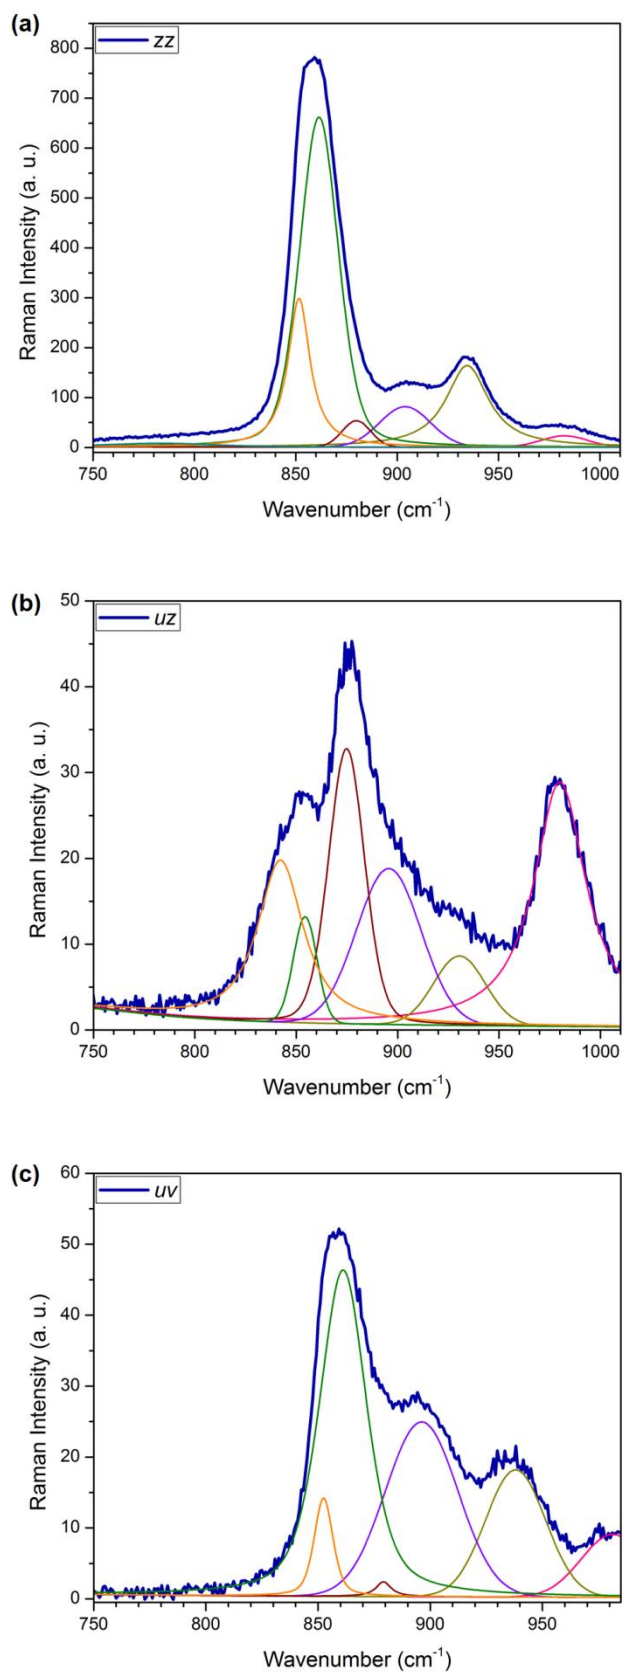 (a)
zz
800
700
600
500
400
300
200
100
0
Raman Intensity (a. u.)
750 800 850 900 950 1000
Wavenumber (cm⁻¹)
(b)
uz
50
40
30
20
10
0
Raman Intensity (a. u.)
750 800 850 900 950 1000
Wavenumber (cm⁻¹)
(c)
uv
60
50
40
30
20
10
0
Raman Intensity (a. u.)
750 800 850 900 950
Wavenumber (cm⁻¹)